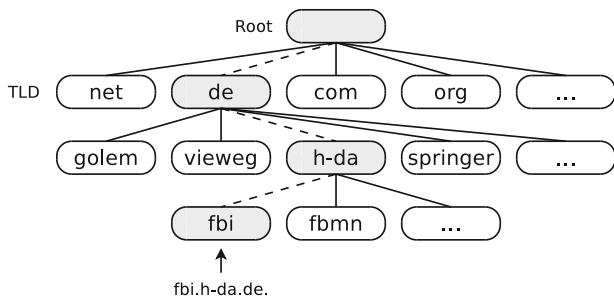 Root
TLD net de com org ...
golem vieweg h-da springer ...
fbi fbmn ...
fbi.h-da.de.